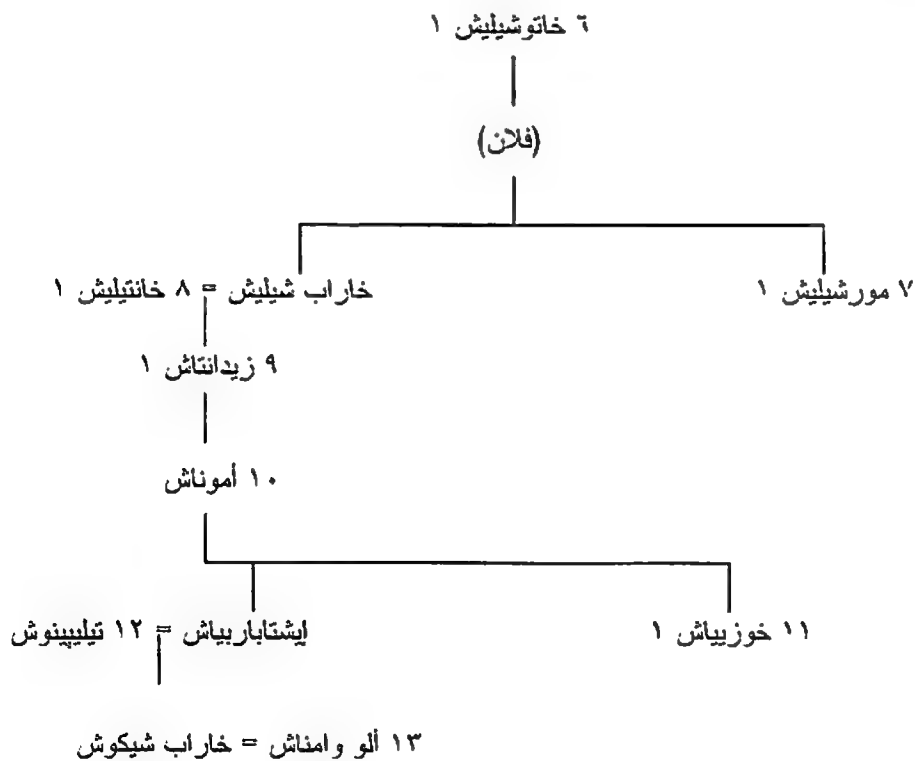 ٦ خاتوشيليش ١
(فلان)
٧ مورشيليش ١
خاراب شيليش = ٨ خانتيليش ١
٩ زيدانتاش ١
١٠ أموناش
١١ خوزيياش ١
إيشتاباربياش = ١٢ تيليبينوش
١٣ ألو وامناش = خاراب شيكوش